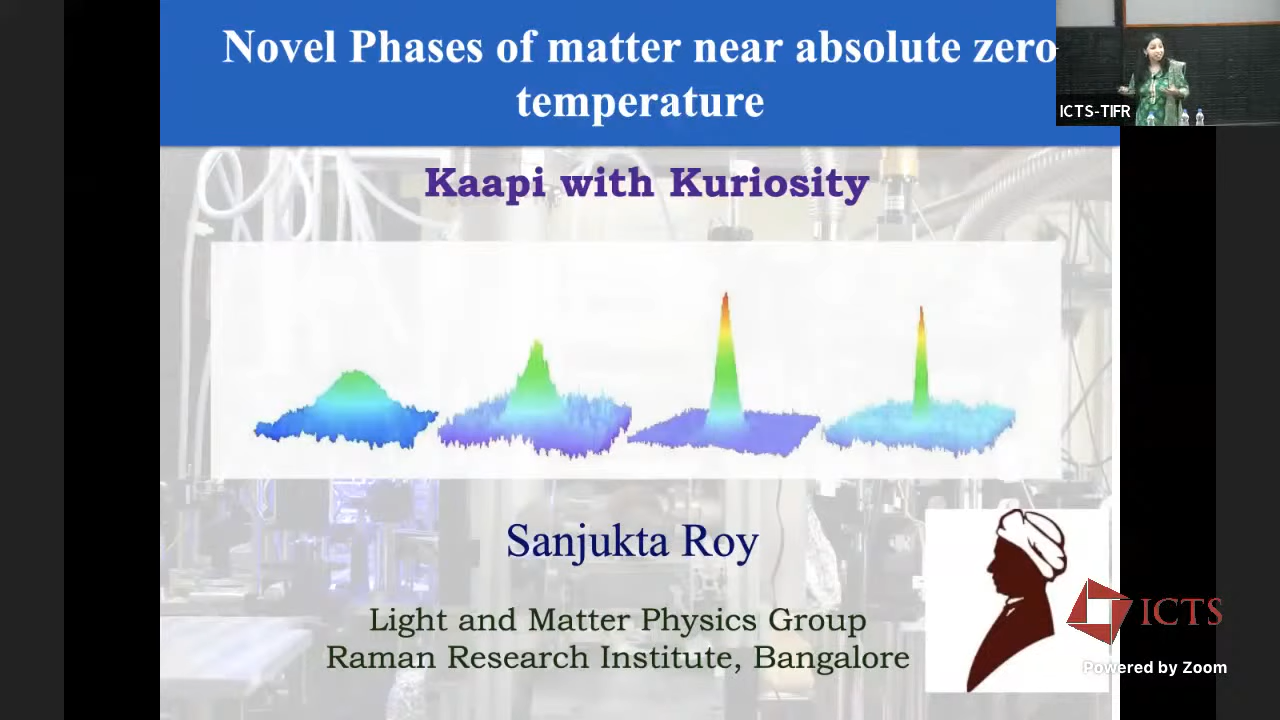 Novel Phases of matter near absolute zero
temperature
ICTS-TIFR
Kaapi with Kuriosity
Sanjukta Roy
Light and Matter Physics Group
Raman Research Institute, Bangalore
ICTS
Powered by Zoom